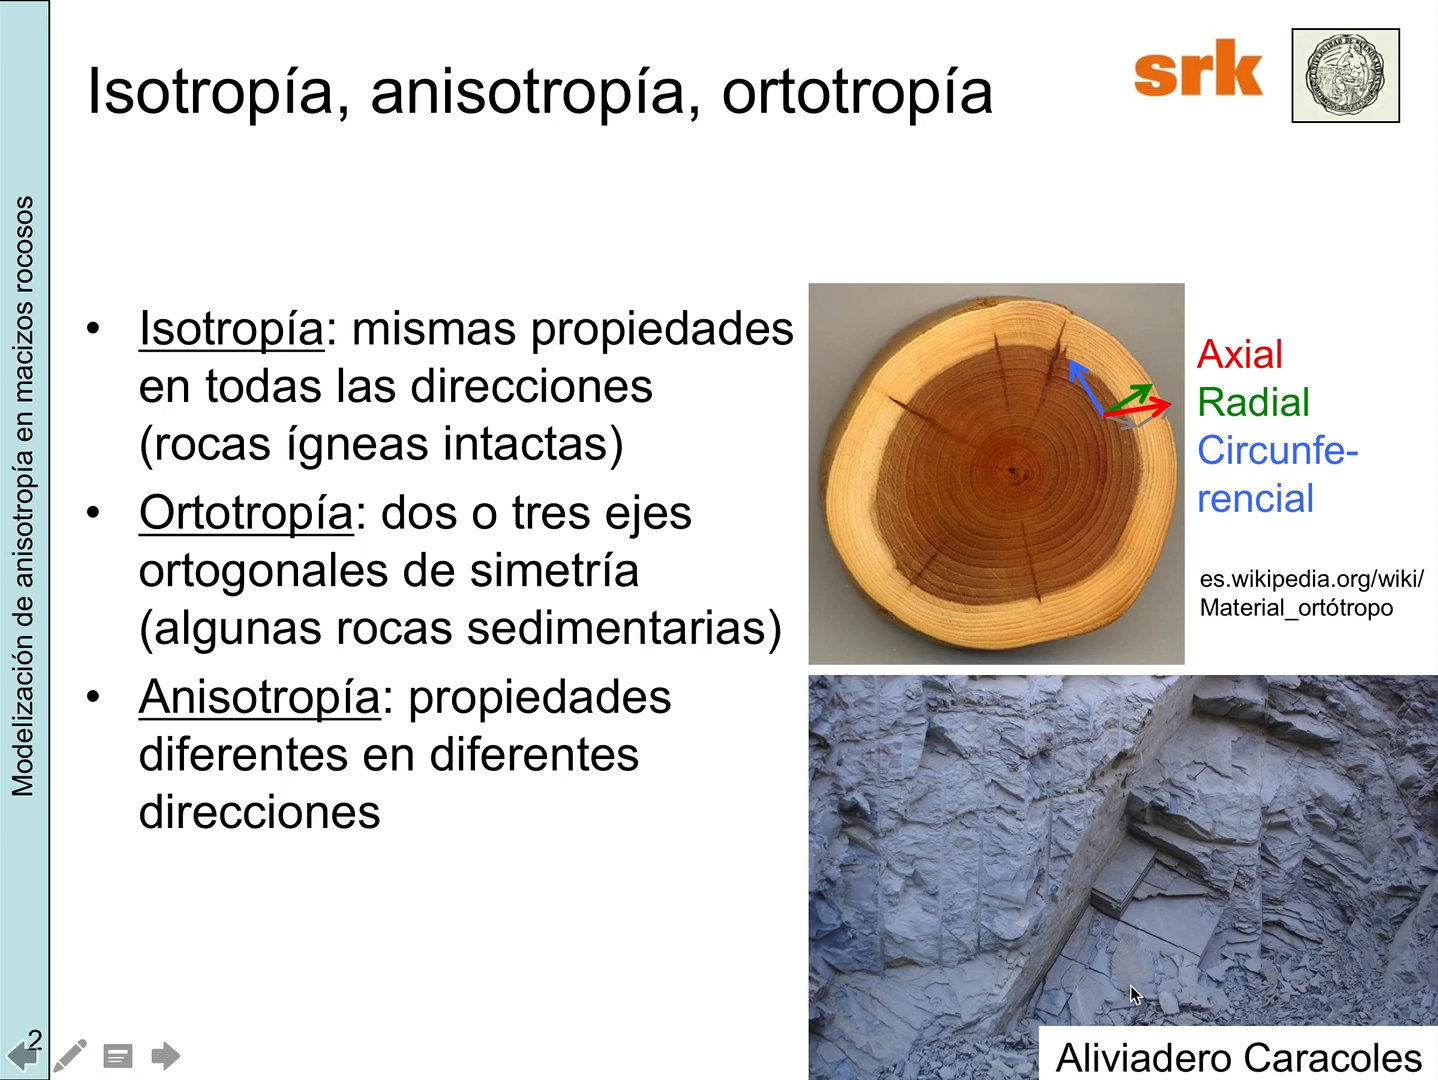 Isotropía, anisotropía, ortotropía
srk
Modelización de anisotropía en macizos rocosos
• Isotropía: mismas propiedades
en todas las direcciones
(rocas ígneas intactas)
• Ortotropía: dos o tres ejes
ortogonales de simetría
(algunas rocas sedimentarias)
• Anisotropía: propiedades
diferentes en diferentes
direcciones
Axial
Radial
Circunfe-
rencial
es.wikipedia.org/wiki/
Material_ortótropo
Aliviadero Caracoles
2